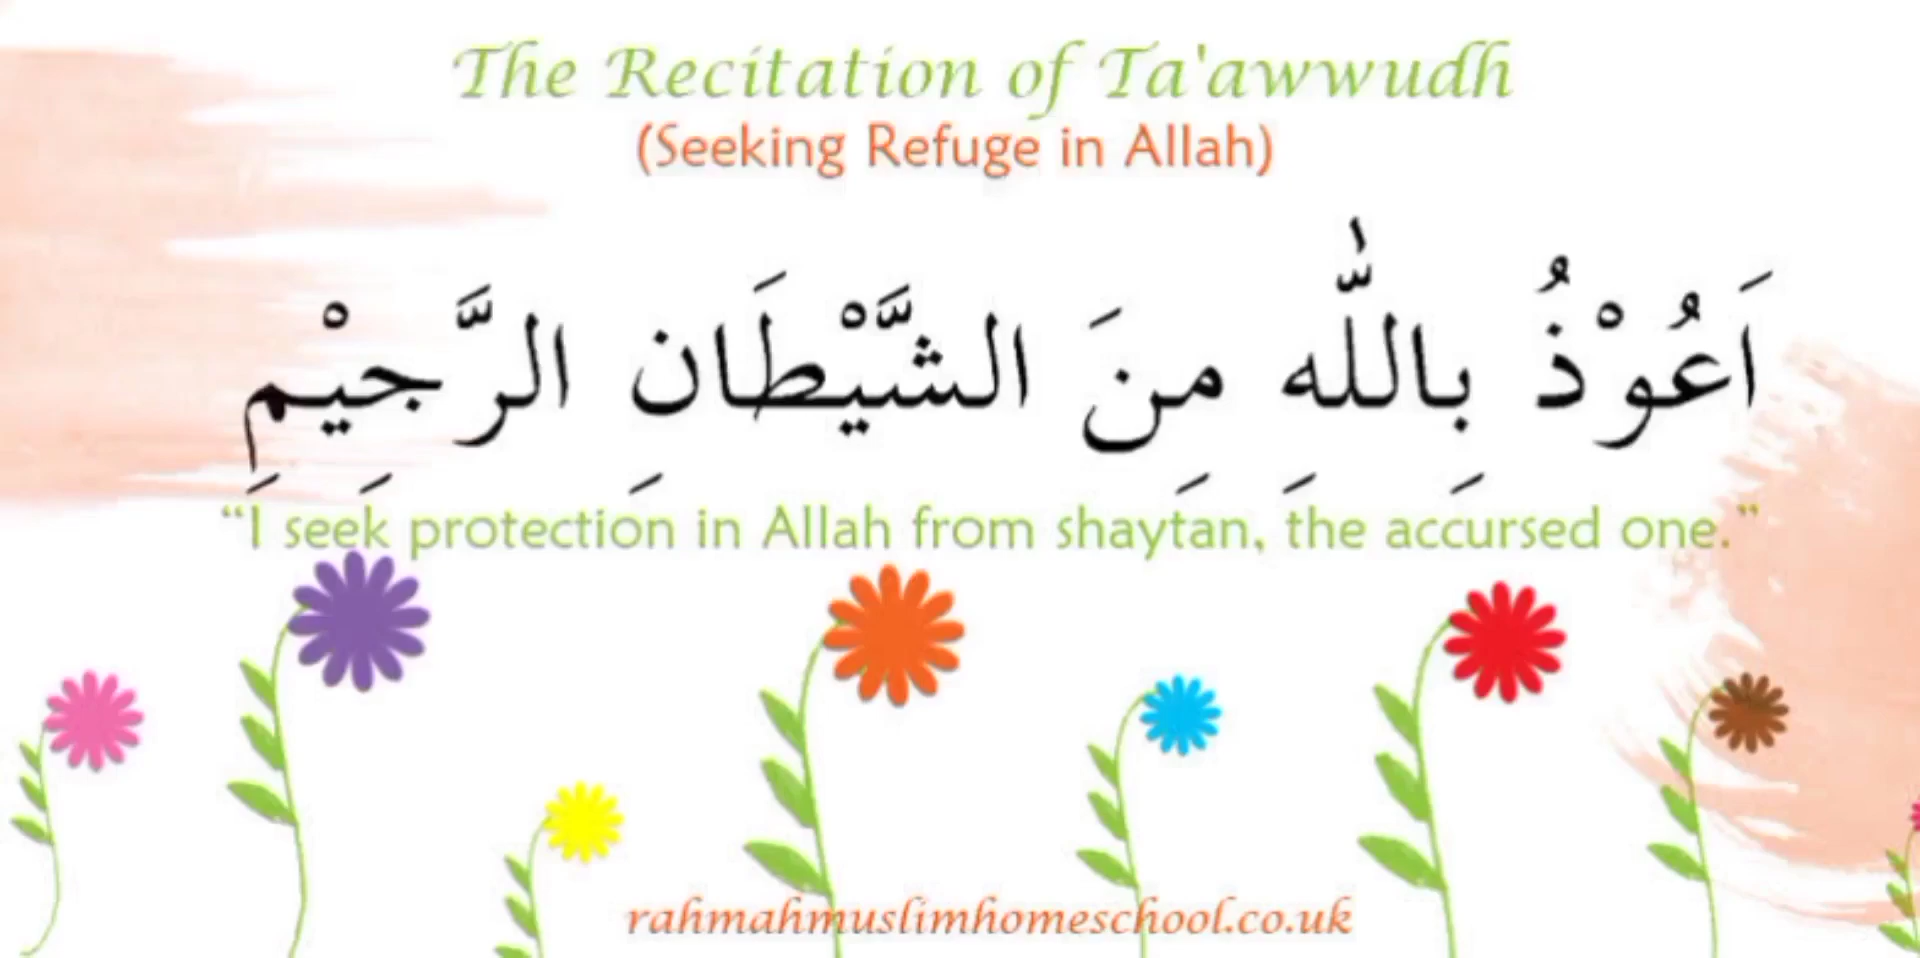 The Recitation of Ta'awwudh
(Seeking Refuge in Allah)
اَعُوْذُ بِاللّٰهِ مِنَ الشَّيْطَانِ الرَّجِيْمِ
“I seek protection in Allah from shaytan, the accursed one.”
rahmahmuslimhomeschool.co.uk